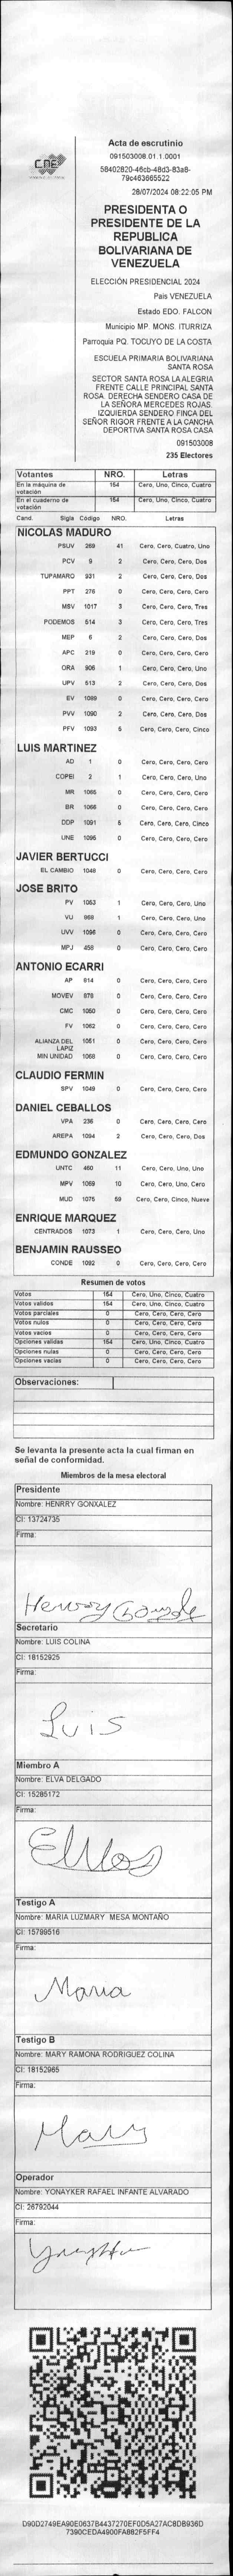 CNE
Acta de escrutinio
091503008.01.1.0001
58402820-46cb-48d3-83a8-
79c463665522
28/07/2024 08:22:05 PM
PRESIDENTA O
PRESIDENTE DE LA
REPUBLICA
BOLIVARIANA DE
VENEZUELA
ELECCIÓN PRESIDENCIAL 2024
País VENEZUELA
Estado EDO. FALCON
Municipio MP. MONS. ITURRIZA
Parroquia PQ. TOCUYO DE LA COSTA
ESCUELA PRIMARIA BOLIVARIANA
SANTA ROSA
SECTOR SANTA ROSA LA ALEGRIA
FRENTE CALLE PRINCIPAL SANTA
ROSA. DERECHA SENDERO CASA DE
LA SEÑORA MERCEDES ROJAS.
IZQUIERDA SENDERO FINCA DEL
SEÑOR RIGOR FRENTE A LA CANCHA
DEPORTIVA SANTA ROSA CASA
091503008
235 Electores
Votantes NRO. Letras
En la máquina de votación 154 Cero, Uno, Cinco, Cuatro
En el cuaderno de votación 154 Cero, Uno, Cinco, Cuatro
Cand. Sigla Código NRO. Letras
NICOLAS MADURO
PSUV 269 41 Cero, Cero, Cuatro, Uno
PCV 9 2 Cero, Cero, Cero, Dos
TUPAMARO 931 2 Cero, Cero, Cero, Dos
PPT 276 0 Cero, Cero, Cero, Cero
MSV 1017 3 Cero, Cero, Cero, Tres
PODEMOS 514 3 Cero, Cero, Cero, Tres
MEP 6 2 Cero, Cero, Cero, Dos
APC 219 0 Cero, Cero, Cero, Cero
ORA 906 1 Cero, Cero, Cero, Uno
UPV 513 2 Cero, Cero, Cero, Dos
EV 1089 0 Cero, Cero, Cero, Cero
PVV 1090 2 Cero, Cero, Cero, Dos
PFV 1093 5 Cero, Cero, Cero, Cinco
LUIS MARTINEZ
AD 1 0 Cero, Cero, Cero, Cero
COPEI 2 1 Cero, Cero, Cero, Uno
MR 1065 0 Cero, Cero, Cero, Cero
BR 1066 0 Cero, Cero, Cero, Cero
DDP 1091 5 Cero, Cero, Cero, Cinco
UNE 1095 0 Cero, Cero, Cero, Cero
JAVIER BERTUCCI
EL CAMBIO 1048 0 Cero, Cero, Cero, Cero
JOSE BRITO
PV 1053 1 Cero, Cero, Cero, Uno
VU 969 1 Cero, Cero, Cero, Uno
UVV 1096 0 Cero, Cero, Cero, Cero
MPJ 456 0 Cero, Cero, Cero, Cero
ANTONIO ECARRI
AP 814 0 Cero, Cero, Cero, Cero
MOVEV 878 0 Cero, Cero, Cero, Cero
CMC 1050 0 Cero, Cero, Cero, Cero
FV 1062 0 Cero, Cero, Cero, Cero
ALIANZA DEL LAPIZ 1051 0 Cero, Cero, Cero, Cero
MIN UNIDAD 1068 0 Cero, Cero, Cero, Cero
CLAUDIO FERMIN
SPV 1049 0 Cero, Cero, Cero, Cero
DANIEL CEBALLOS
VPA 236 0 Cero, Cero, Cero, Cero
AREPA 1094 2 Cero, Cero, Cero, Dos
EDMUNDO GONZALEZ
UNTC 460 11 Cero, Cero, Uno, Uno
MPV 1069 10 Cero, Cero, Uno, Cero
MUD 1075 59 Cero, Cero, Cinco, Nueve
ENRIQUE MARQUEZ
CENTRADOS 1073 1 Cero, Cero, Cero, Uno
BENJAMIN RAUSSEO
CONDE 1092 0 Cero, Cero, Cero, Cero
Resumen de votos
Votos 154 Cero, Uno, Cinco, Cuatro
Votos válidos 154 Cero, Uno, Cinco, Cuatro
Votos parciales 0 Cero, Cero, Cero, Cero
Votos nulos 0 Cero, Cero, Cero, Cero
Votos vacíos 0 Cero, Cero, Cero, Cero
Opciones válidas 154 Cero, Uno, Cinco, Cuatro
Opciones nulas 0 Cero, Cero, Cero, Cero
Opciones vacías 0 Cero, Cero, Cero, Cero
Observaciones:
Se levanta la presente acta la cual firman en
señal de conformidad.
Miembros de la mesa electoral
Presidente
Nombre: HENRRY GONXALEZ
CI: 13724735
Firma:
Henrry
Secretario
Nombre: LUIS COLINA
CI: 18152925
Firma:
Luis
Miembro A
Nombre: ELVA DELGADO
CI: 15285172
Firma:
Testigo A
Nombre: MARIA LUZMARY MESA MONTAÑO
CI: 15799516
Firma:
Maria
Testigo B
Nombre: MARY RAMONA RODRIGUEZ COLINA
CI: 18152965
Firma:
Mary
Operador
Nombre: YONAYKER RAFAEL INFANTE ALVARADO
CI: 26792044
Firma:
D90D2749EA90E0637B4437270EF0D5A27AC8DB936D
7390CEDA4900FA882F5FF4